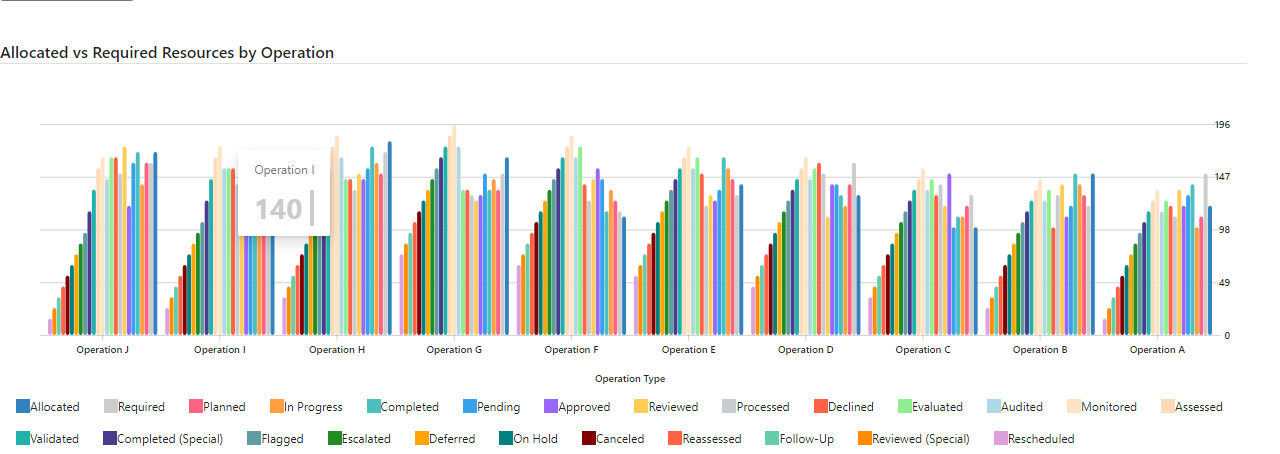 Allocated vs Required Resources by Operation
196
147
98
49
0
Operation I
140
Operation J
Operation I
Operation H
Operation G
Operation F
Operation E
Operation D
Operation C
Operation B
Operation A
Operation Type
Allocated Required Planned In Progress Completed Pending Approved Reviewed Processed Declined Evaluated Audited Monitored Assessed
Validated Completed (Special) Flagged Escalated Deferred On Hold Canceled Reassessed Follow-Up Reviewed (Special) Rescheduled